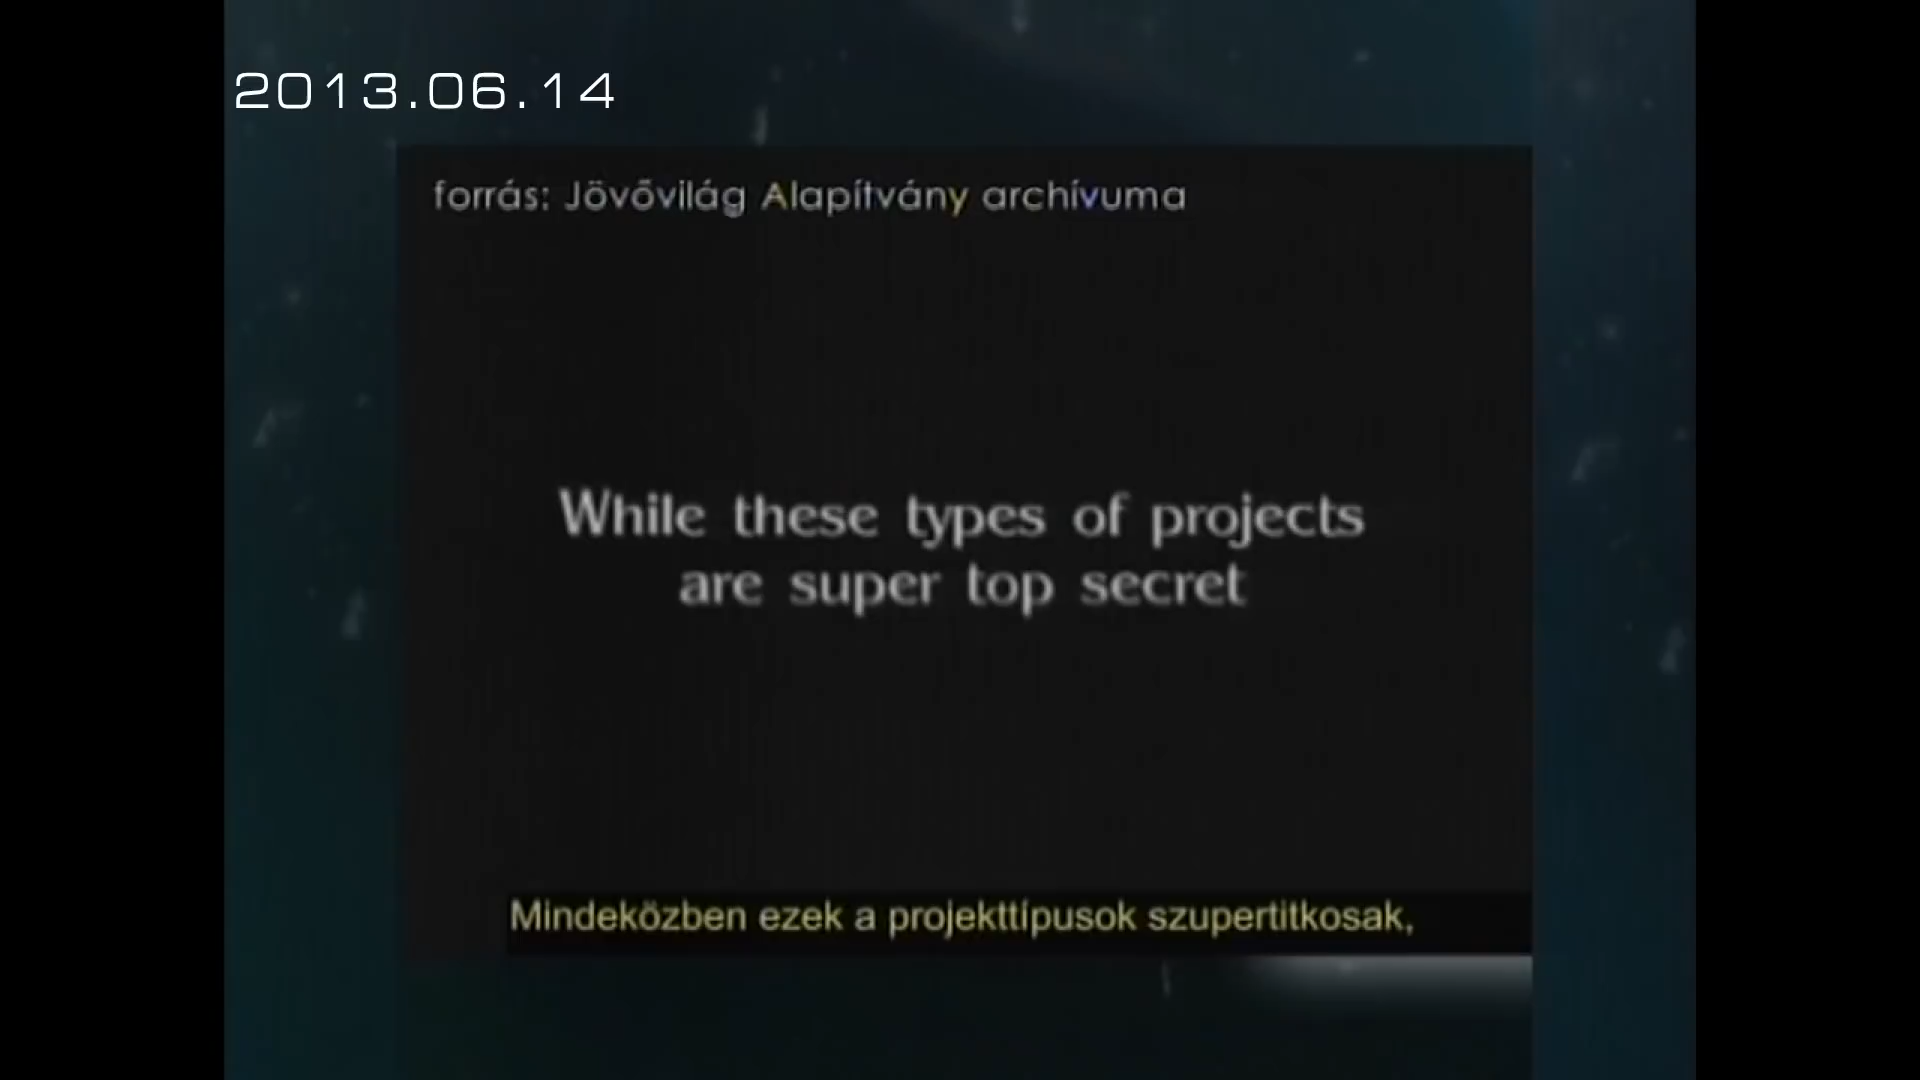 2013.06.14
forrás: Jövővilág Alapítvány archívuma
While these types of projects
are super top secret
Mindeközben ezek a projekttípusok szupertitkosak,